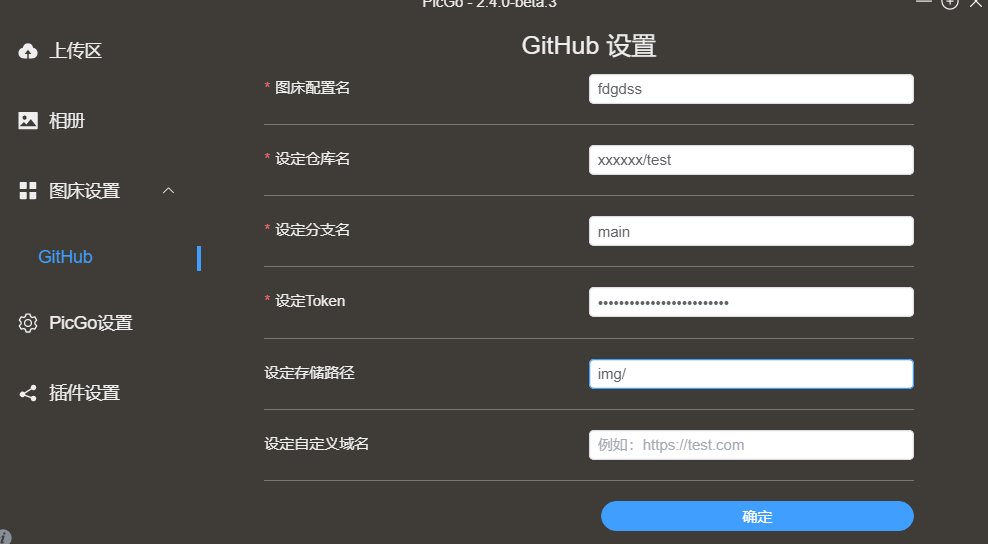 PicGo - 2.4.0-beta.3
上传区
相册
图床设置
GitHub
PicGo设置
插件设置
GitHub 设置
* 图床配置名
fdgdss
* 设定仓库名
xxxxxx/test
* 设定分支名
main
* 设定Token
•••••••••••••••••••••••••
设定存储路径
img/
设定自定义域名
例如：https://test.com
确定